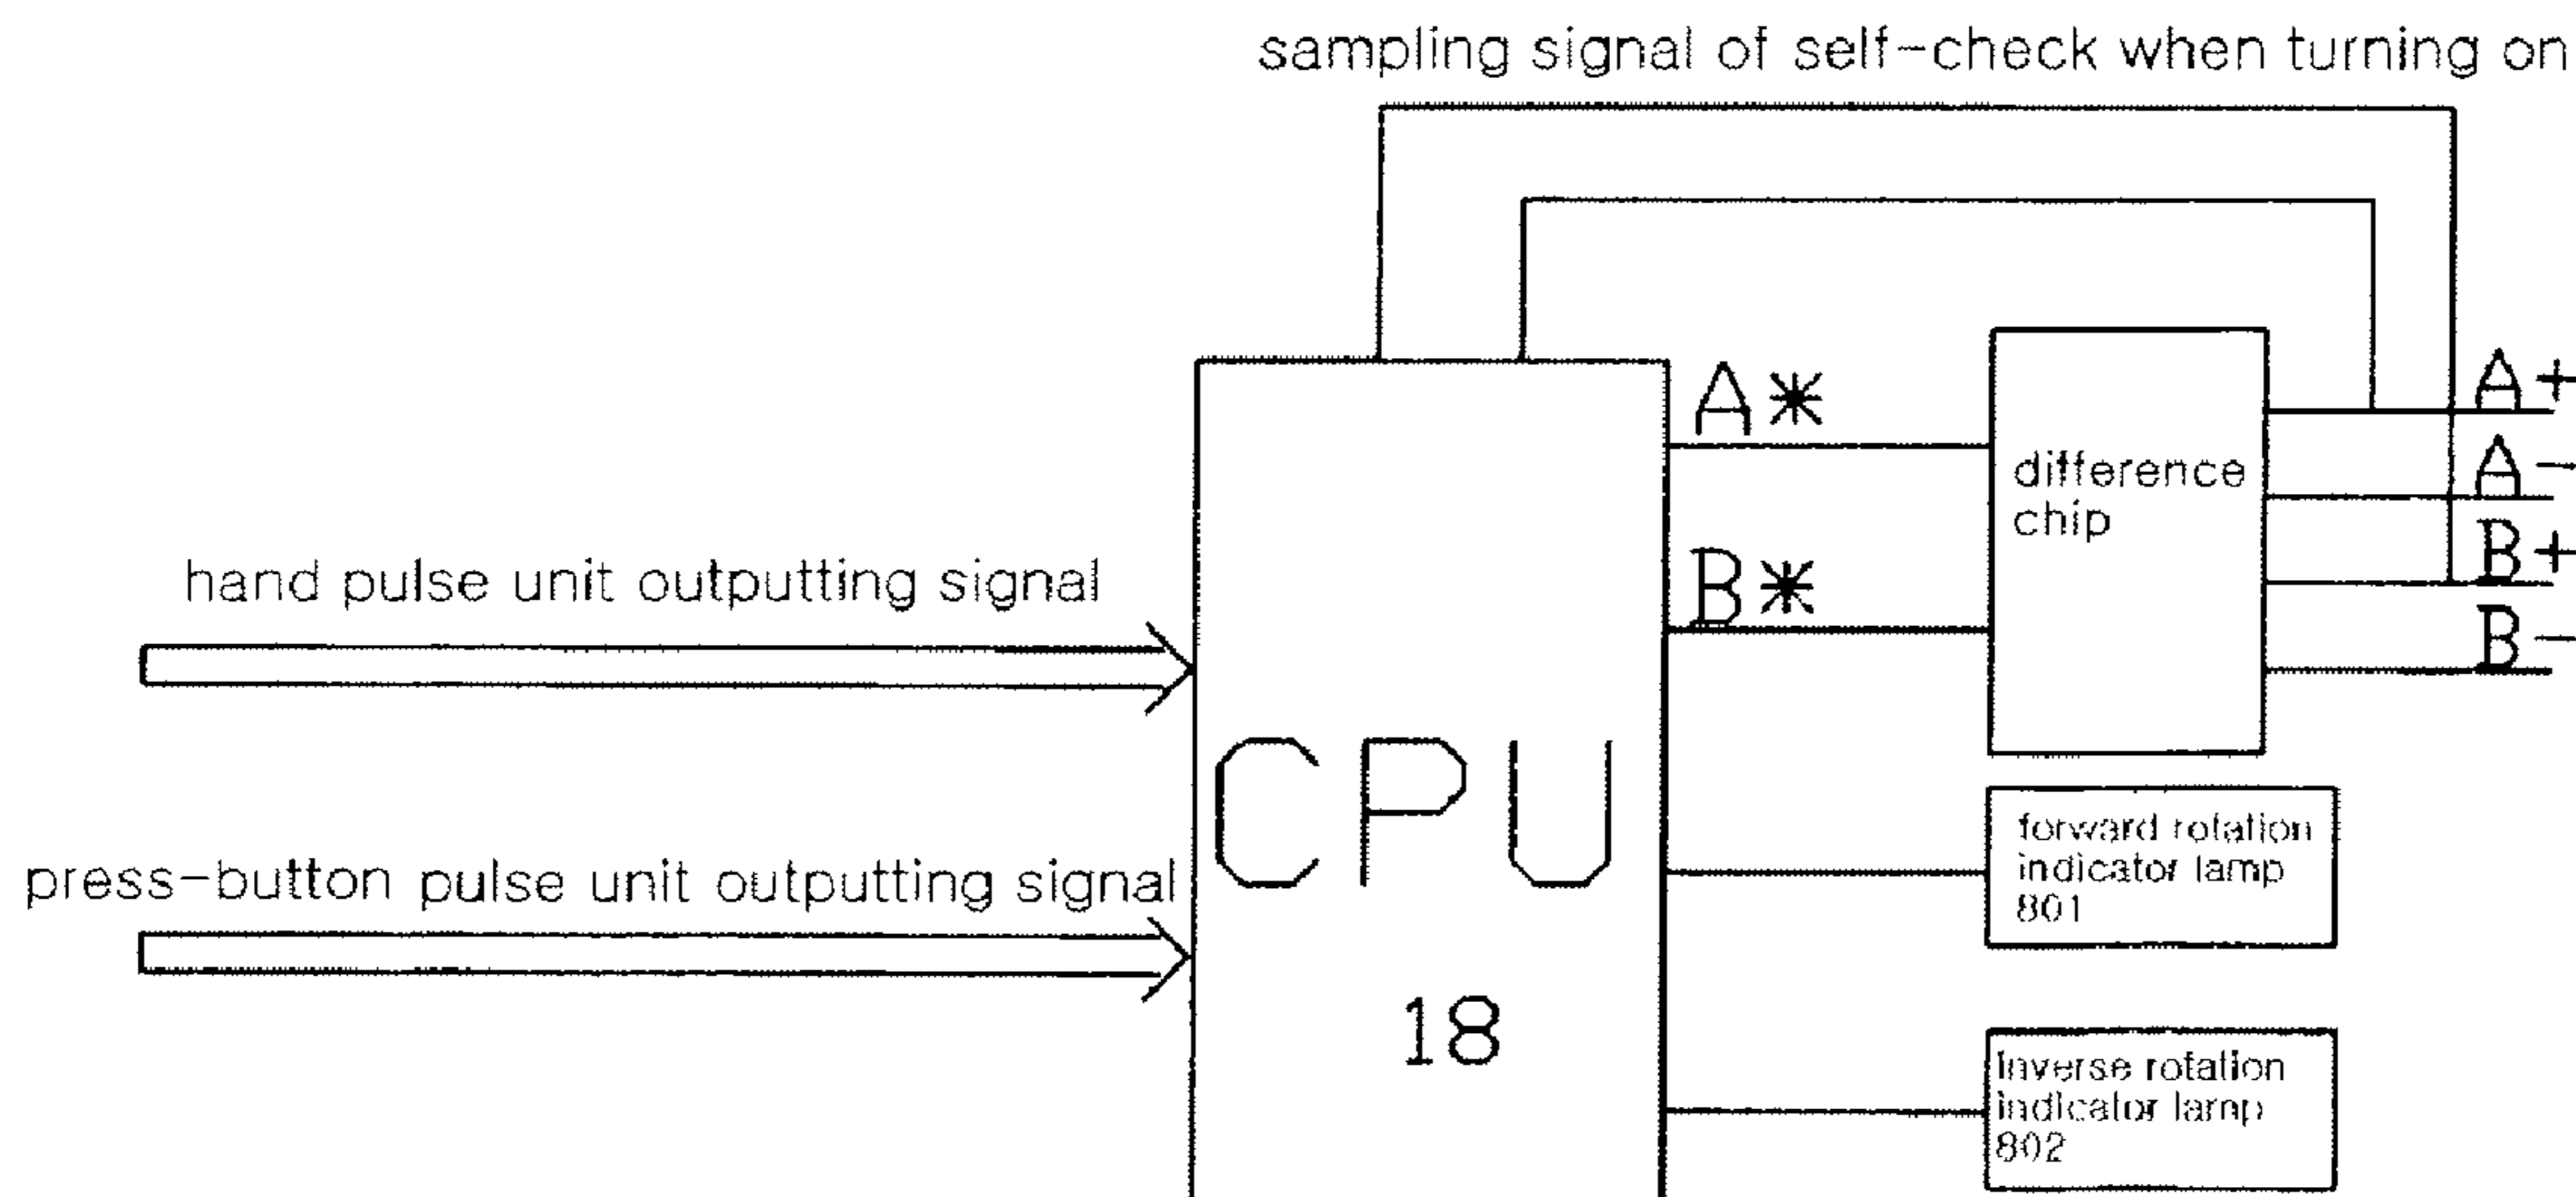 sampling signal of self-check when turning on
A*
A+
difference
chip
A-
B+
B*
B-
hand pulse unit outputting signal
CPU
press-button pulse unit outputting signal
18
forward rotation
indicator lamp
801
Inverse rotation
indicator lamp
802